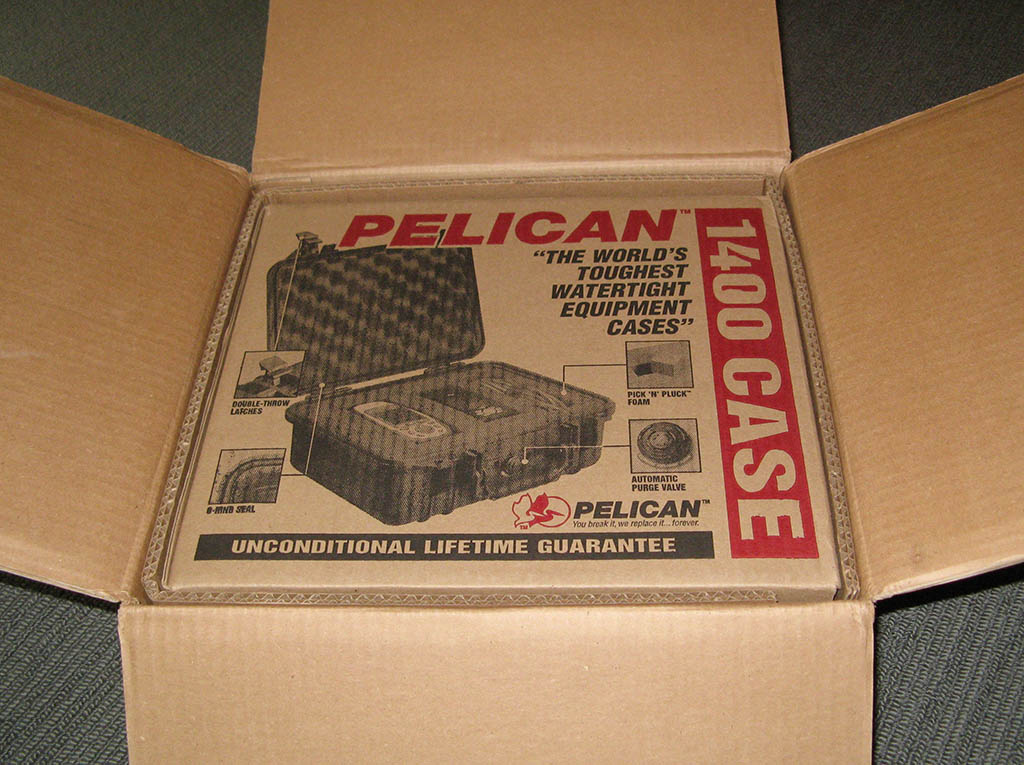 PELICAN™
"THE WORLD'S
TOUGHEST
WATERTIGHT
EQUIPMENT
CASES"
1400 CASE
DOUBLE-THROW
LATCHES
PICK 'N' PLUCK™
FOAM
O-RING SEAL
AUTOMATIC
PURGE VALVE
TM
PELICAN™
You break it, we replace it... forever.
UNCONDITIONAL LIFETIME GUARANTEE